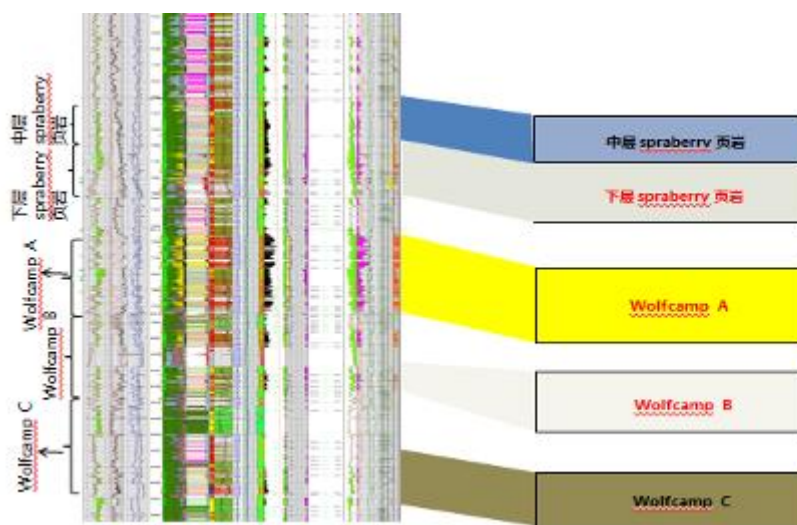 中层 spraberry 页岩
下层 spraberry 页岩
Wolfcamp A
Wolfcamp B
Wolfcamp C
中层 spraberry 页岩
下层 spraberry 页岩
Wolfcamp A
Wolfcamp B
Wolfcamp C